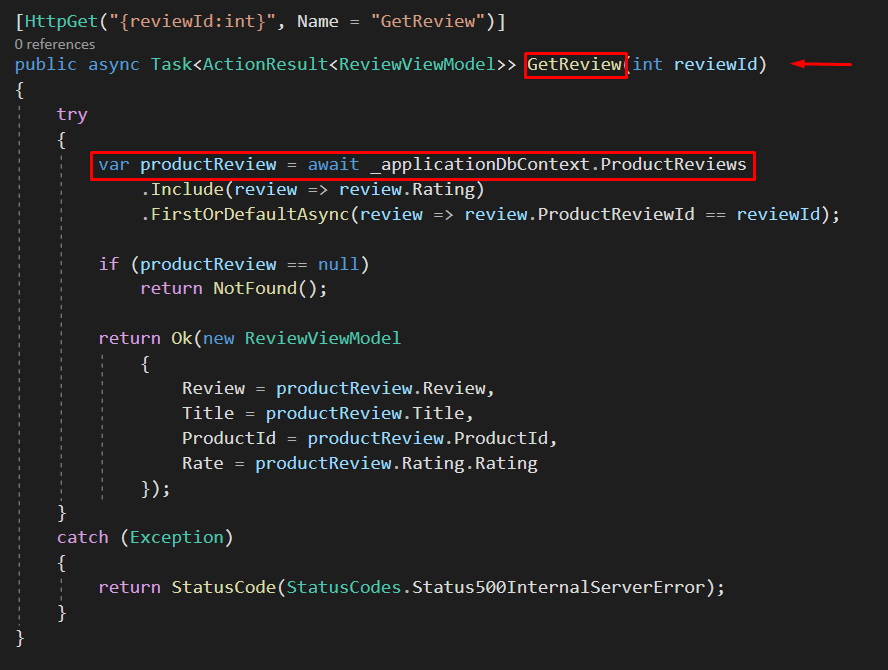 [HttpGet("{reviewId:int}", Name = "GetReview")]
0 references
public async Task<ActionResult<ReviewViewModel>> GetReview(int reviewId)
{
try
{
var productReview = await _applicationDbContext.ProductReviews
.Include(review => review.Rating)
.FirstOrDefaultAsync(review => review.ProductReviewId == reviewId);
if (productReview == null)
return NotFound();
return Ok(new ReviewViewModel
{
Review = productReview.Review,
Title = productReview.Title,
ProductId = productReview.ProductId,
Rate = productReview.Rating.Rating
});
}
catch (Exception)
{
return StatusCode(StatusCodes.Status500InternalServerError);
}
}